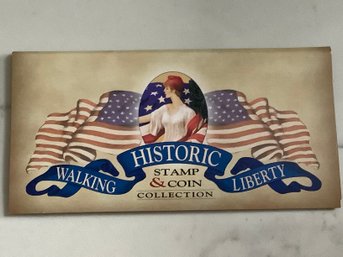 HISTORIC
WALKING STAMP LIBERTY
& COIN
COLLECTION